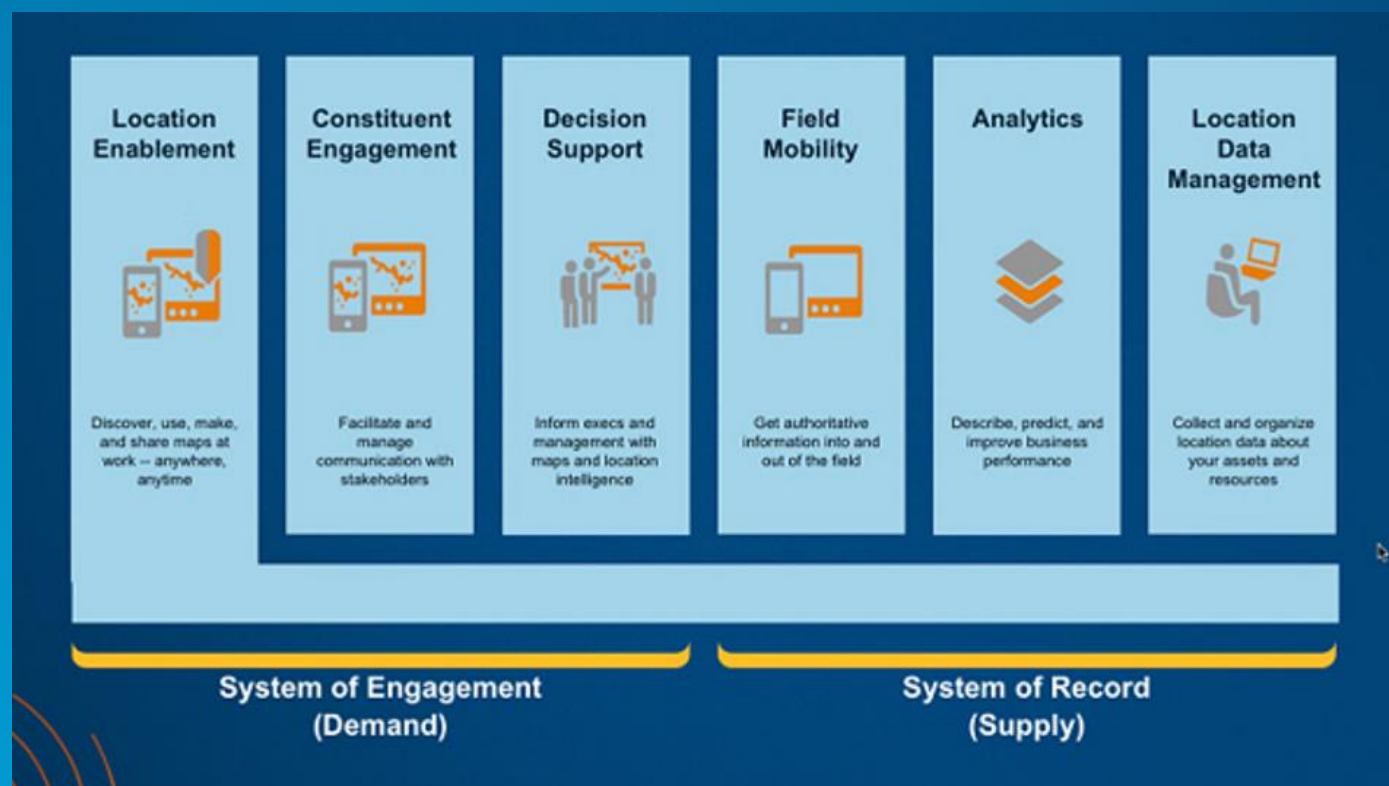 Location
Enablement
Discover, use, make,
and share maps at
work -- anywhere,
anytime
Constituent
Engagement
Facilitate and
manage
communication with
stakeholders
Decision
Support
Inform execs and
management with
maps and location
intelligence
Field
Mobility
Get authoritative
information into and
out of the field
Analytics
Describe, predict, and
improve business
performance
Location
Data
Management
Collect and organize
location data about
your assets and
resources
System of Engagement
(Demand)
System of Record
(Supply)